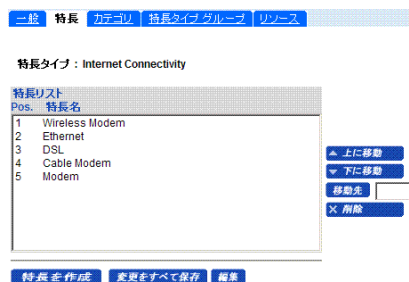 一般 特長 カテゴリ 特長タイプ グループ リソース
特長タイプ : Internet Connectivity
特長リスト
Pos. 特長名
1 Wireless Modem
2 Ethernet
3 DSL
4 Cable Modem
5 Modem
上に移動
下に移動
移動先
削除
特長を作成 変更をすべて保存 編集